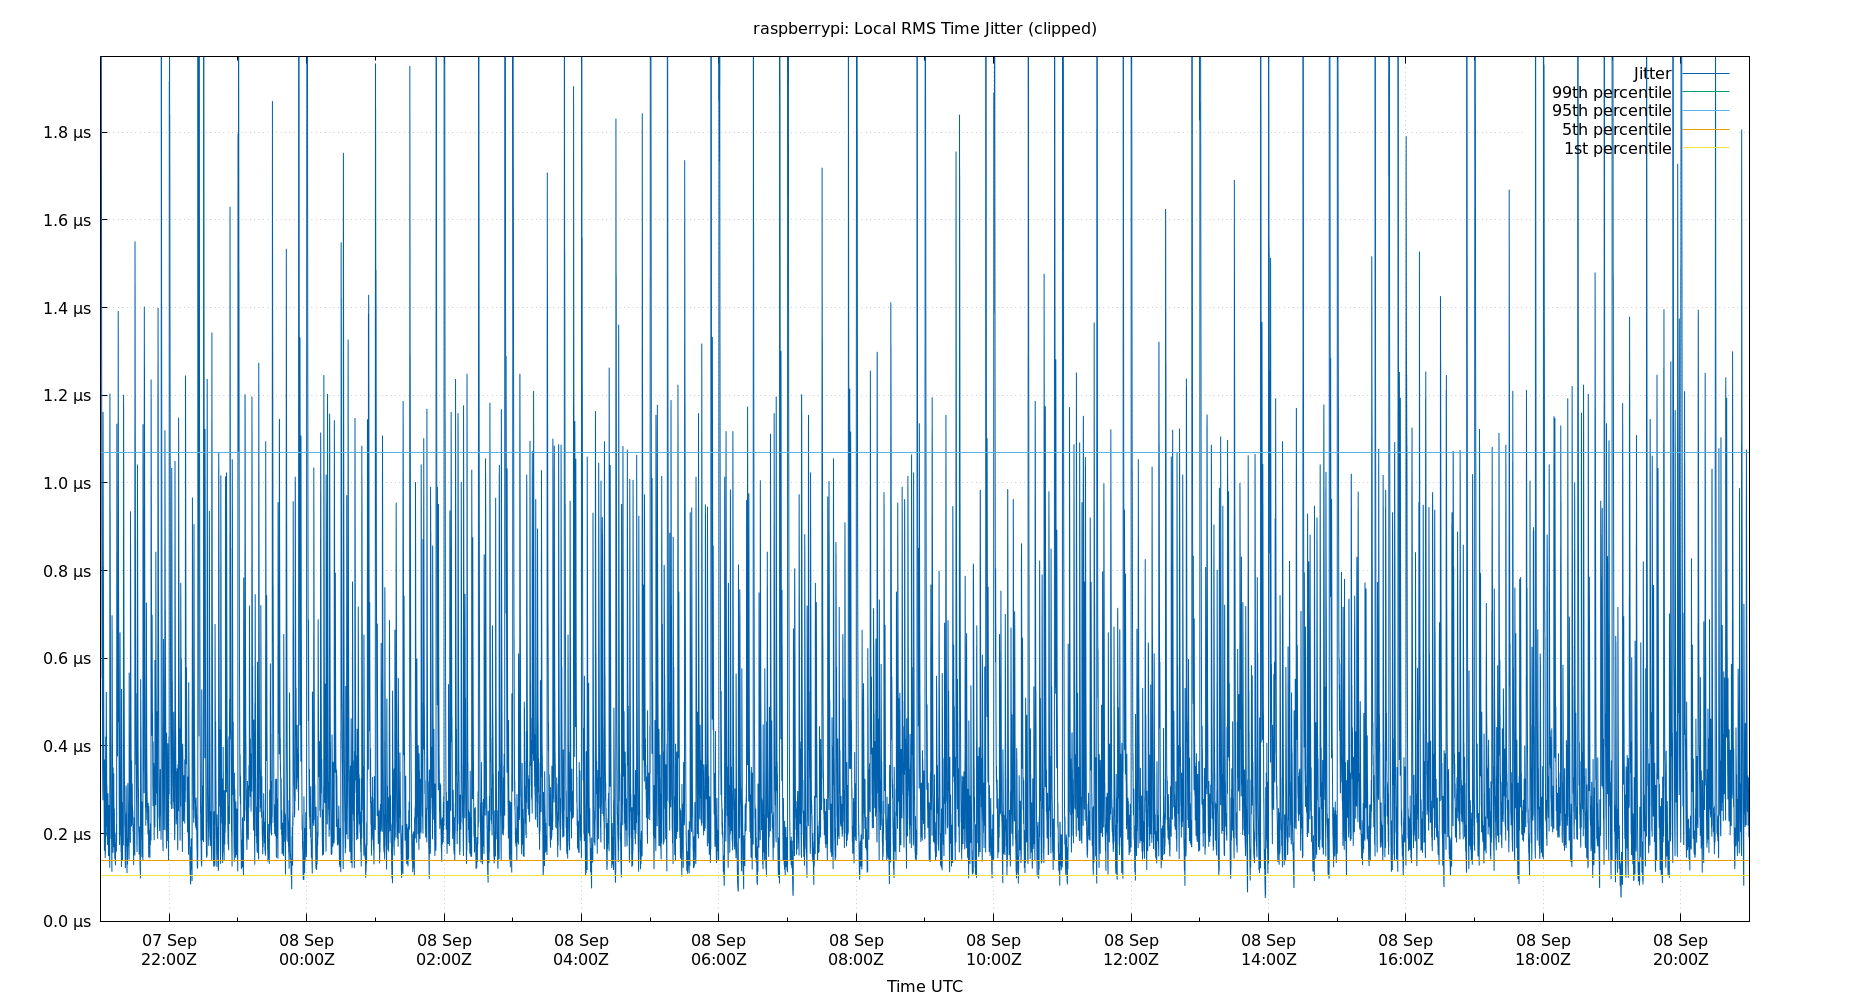 raspberrypi: Local RMS Time Jitter (clipped)
Jitter
99th percentile
95th percentile
5th percentile
1st percentile
1.8 µs
1.6 µs
1.4 µs
1.2 µs
1.0 µs
0.8 µs
0.6 µs
0.4 µs
0.2 µs
0.0 µs
07 Sep 08 Sep 08 Sep 08 Sep 08 Sep 08 Sep 08 Sep 08 Sep 08 Sep 08 Sep 08 Sep 08 Sep
22:00Z 00:00Z 02:00Z 04:00Z 06:00Z 08:00Z 10:00Z 12:00Z 14:00Z 16:00Z 18:00Z 20:00Z
Time UTC